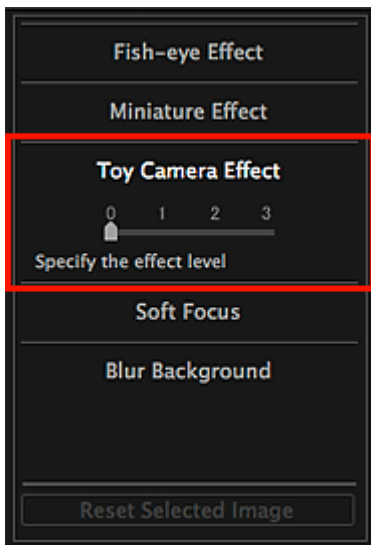 Fish-eye Effect
Miniature Effect
Toy Camera Effect
0 1 2 3
Specify the effect level
Soft Focus
Blur Background
Reset Selected Image